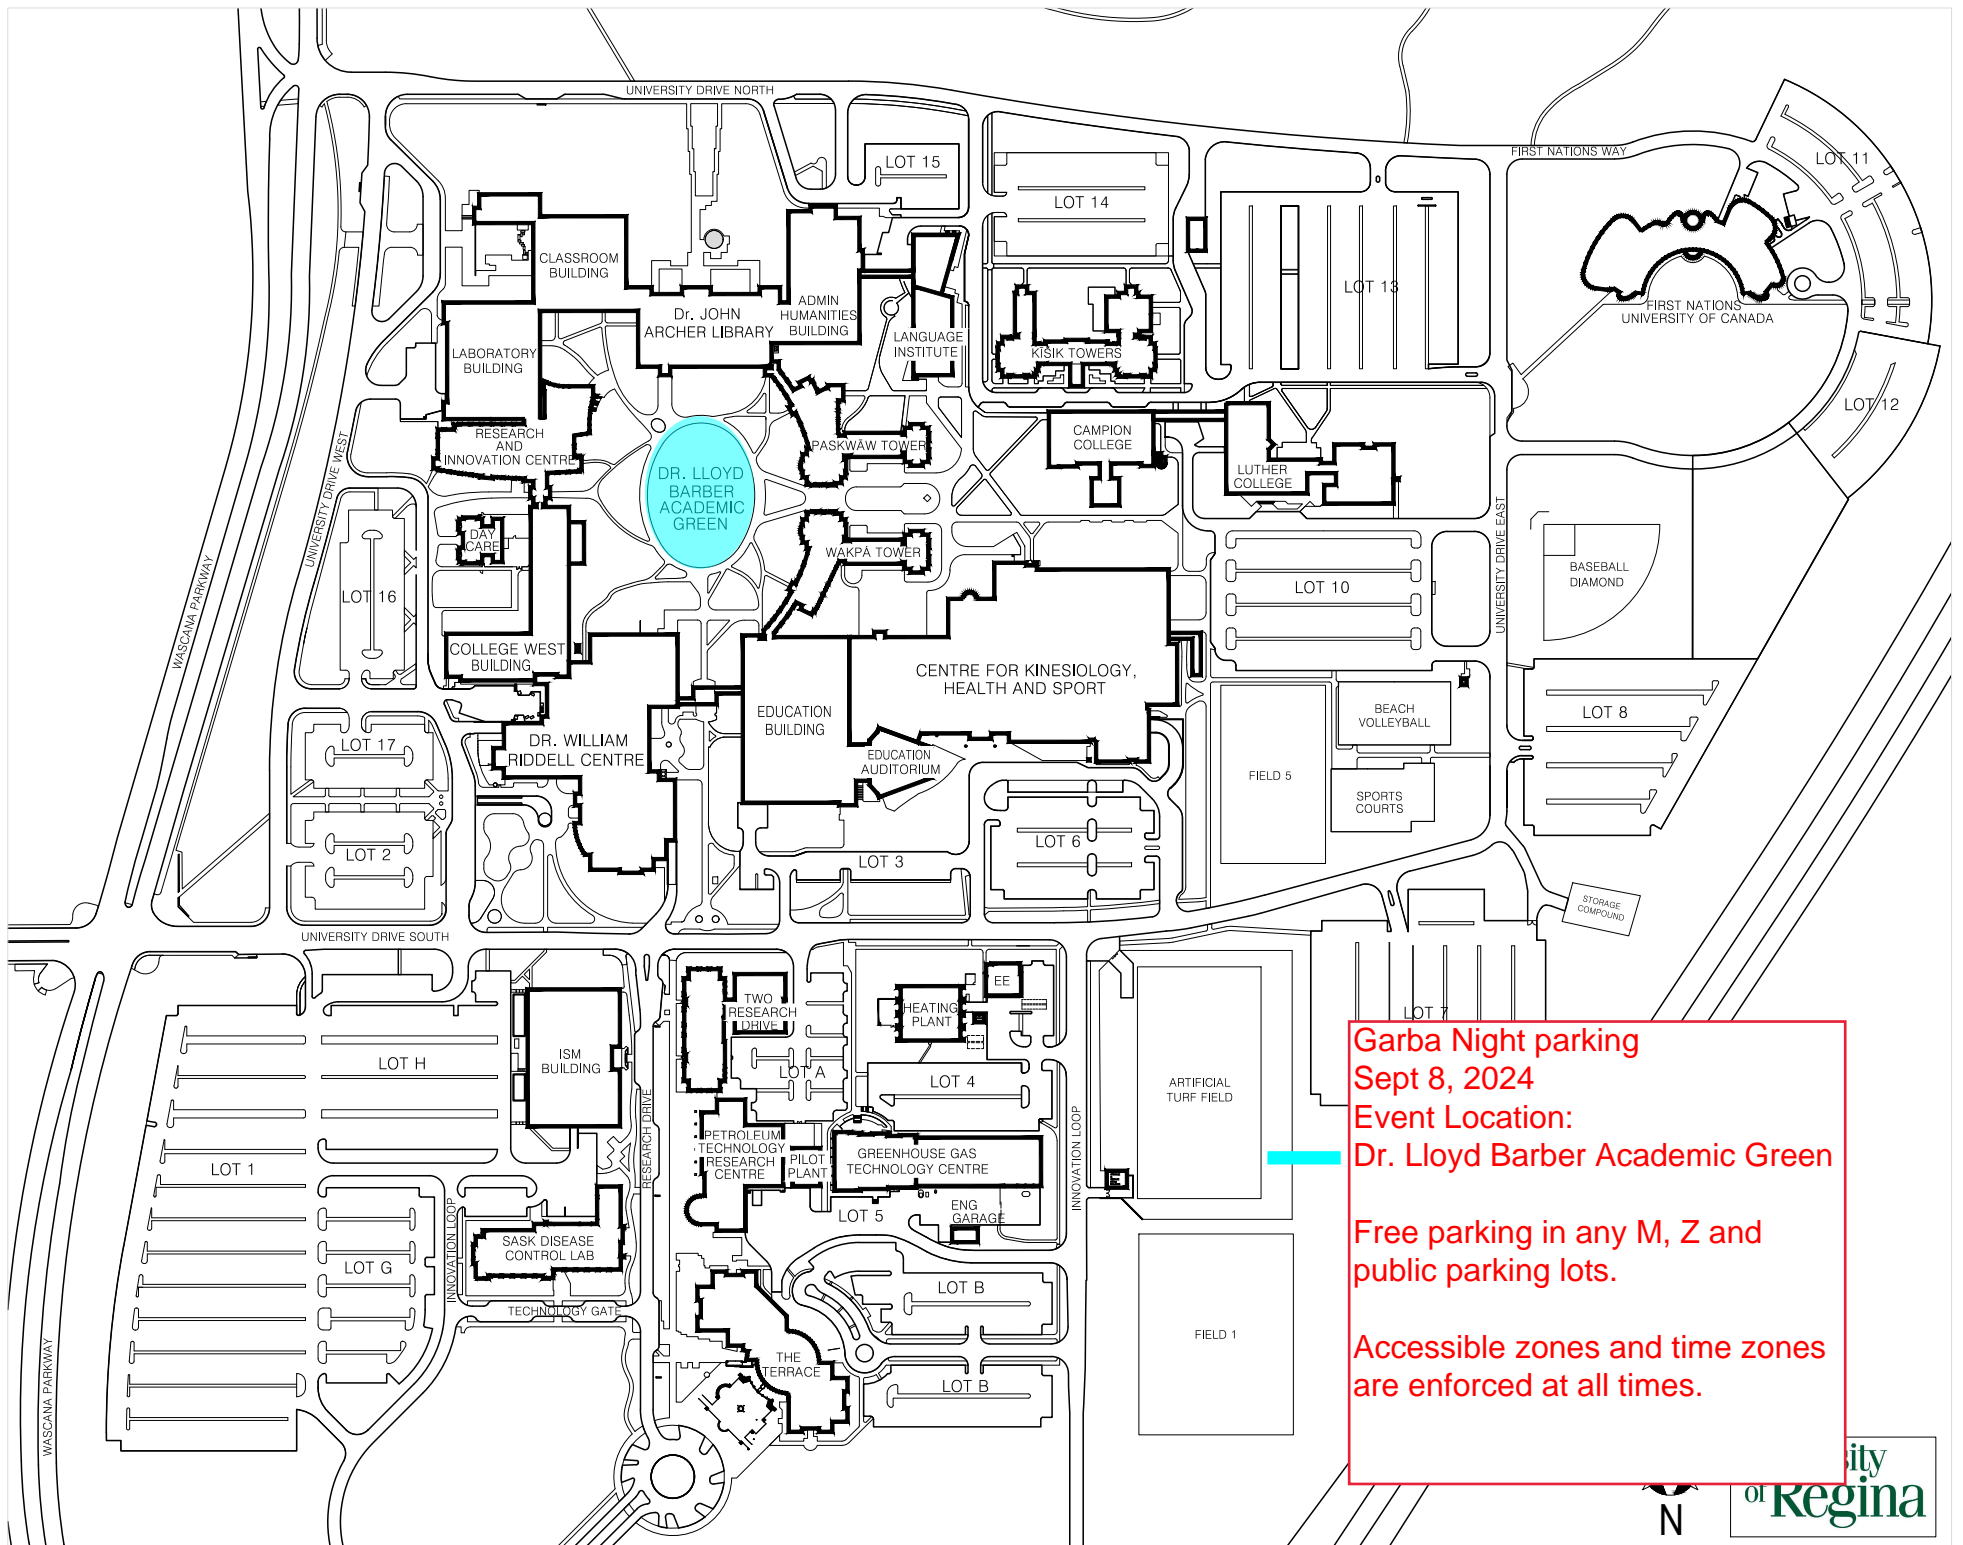 UNIVERSITY DRIVE NORTH
FIRST NATIONS WAY
LOT 11
LOT 15
LOT 14
CLASSROOM
BUILDING
LOT 13
ADMIN
HUMANITIES
BUILDING
Dr. JOHN
ARCHER LIBRARY
FIRST NATIONS
UNIVERSITY OF CANADA
LANGUAGE
INSTITUTE
KĪSIK TOWERS
LABORATORY
BUILDING
LOT 12
RESEARCH
AND
INNOVATION CENTRE
PASKWĀW TOWER
CAMPION
COLLEGE
LUTHER
COLLEGE
DR. LLOYD
BARBER
ACADEMIC
GREEN
UNIVERSITY DRIVE WEST
UNIVERSITY DRIVE EAST
DAY
CARE
WAKPĀ TOWER
BASEBALL
DIAMOND
LOT 16
LOT 10
WASCANA PARKWAY
COLLEGE WEST
BUILDING
CENTRE FOR KINESIOLOGY,
HEALTH AND SPORT
EDUCATION
BUILDING
BEACH
VOLLEYBALL
LOT 8
LOT 17
DR. WILLIAM
RIDDELL CENTRE
EDUCATION
AUDITORIUM
FIELD 5
SPORTS
COURTS
LOT 2
LOT 3
LOT 6
STORAGE
COMPOUND
UNIVERSITY DRIVE SOUTH
TWO
RESEARCH
DRIVE
HEATING
PLANT
EE
LOT 7
LOT H
ISM
BUILDING
LOT A
LOT 4
ARTIFICIAL
TURF FIELD
RESEARCH DRIVE
INNOVATION LOOP
PETROLEUM
TECHNOLOGY
RESEARCH
CENTRE
PILOT
PLANT
GREENHOUSE GAS
TECHNOLOGY CENTRE
LOT 1
LOT 5
ENG
GARAGE
INNOVATION LOOP
SASK DISEASE
CONTROL LAB
LOT G
LOT B
TECHNOLOGY GATE
FIELD 1
THE
TERRACE
LOT B
WASCANA PARKWAY
Garba Night parking
Sept 8, 2024
Event Location:
Dr. Lloyd Barber Academic Green
Free parking in any M, Z and
public parking lots.
Accessible zones and time zones
are enforced at all times.
N
of Regina